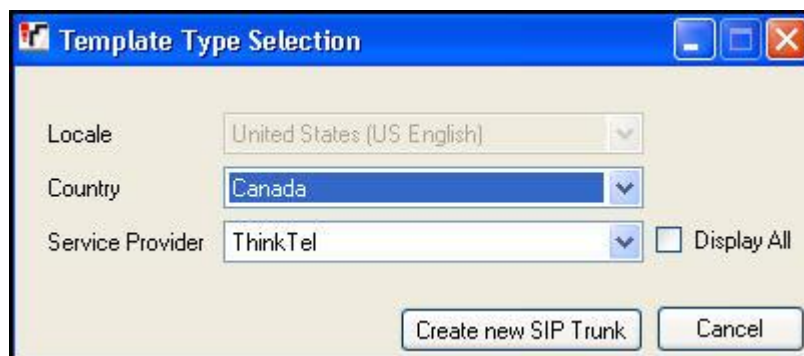 Template Type Selection
Locale United States (US English)
Country Canada
Service Provider ThinkTel Display All
Create new SIP Trunk Cancel